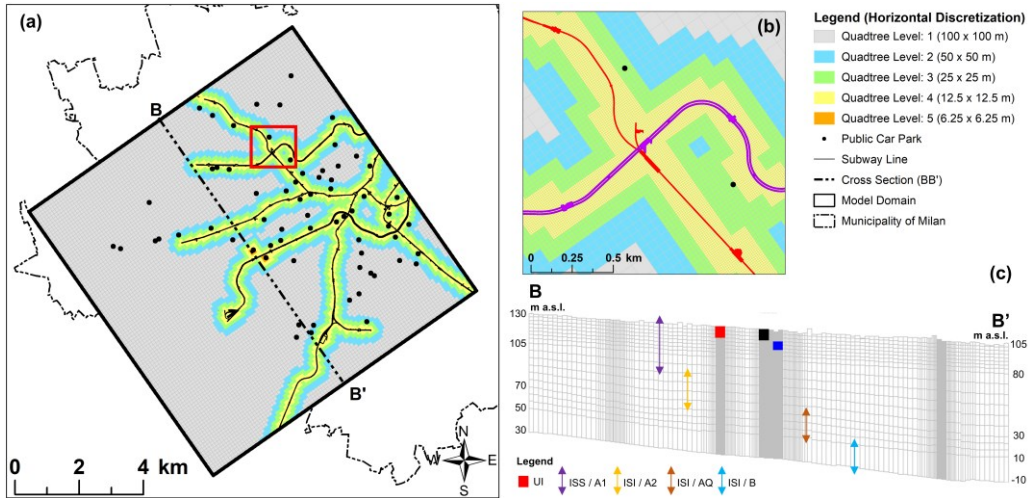 (a)
B
B'
0 2 4 km
N
W E
S
(b)
0 0.25 0.5 km
Legend (Horizontal Discretization)
Quadtree Level: 1 (100 x 100 m)
Quadtree Level: 2 (50 x 50 m)
Quadtree Level: 3 (25 x 25 m)
Quadtree Level: 4 (12.5 x 12.5 m)
Quadtree Level: 5 (6.25 x 6.25 m)
Public Car Park
Subway Line
Cross Section (BB')
Model Domain
Municipality of Milan
(c)
B
B'
m a.s.l.
m a.s.l.
130
105
70
50
30
105
80
30
10
-10
Legend
UI ISS / A1 ISI / A2 ISI / AQ ISI / B